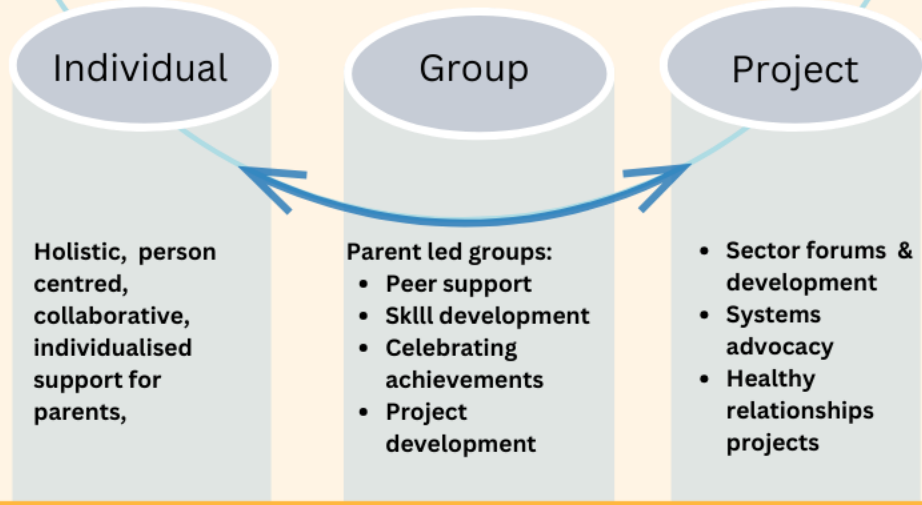 Individual
Group
Project
Holistic,  person
centred,
collaborative,
individualised
support for
parents,
Parent led groups:
• Peer support
• Sklll development
• Celebrating
achievements
• Project
development
• Sector forums  &
development
• Systems
advocacy
• Healthy
relationships
projects